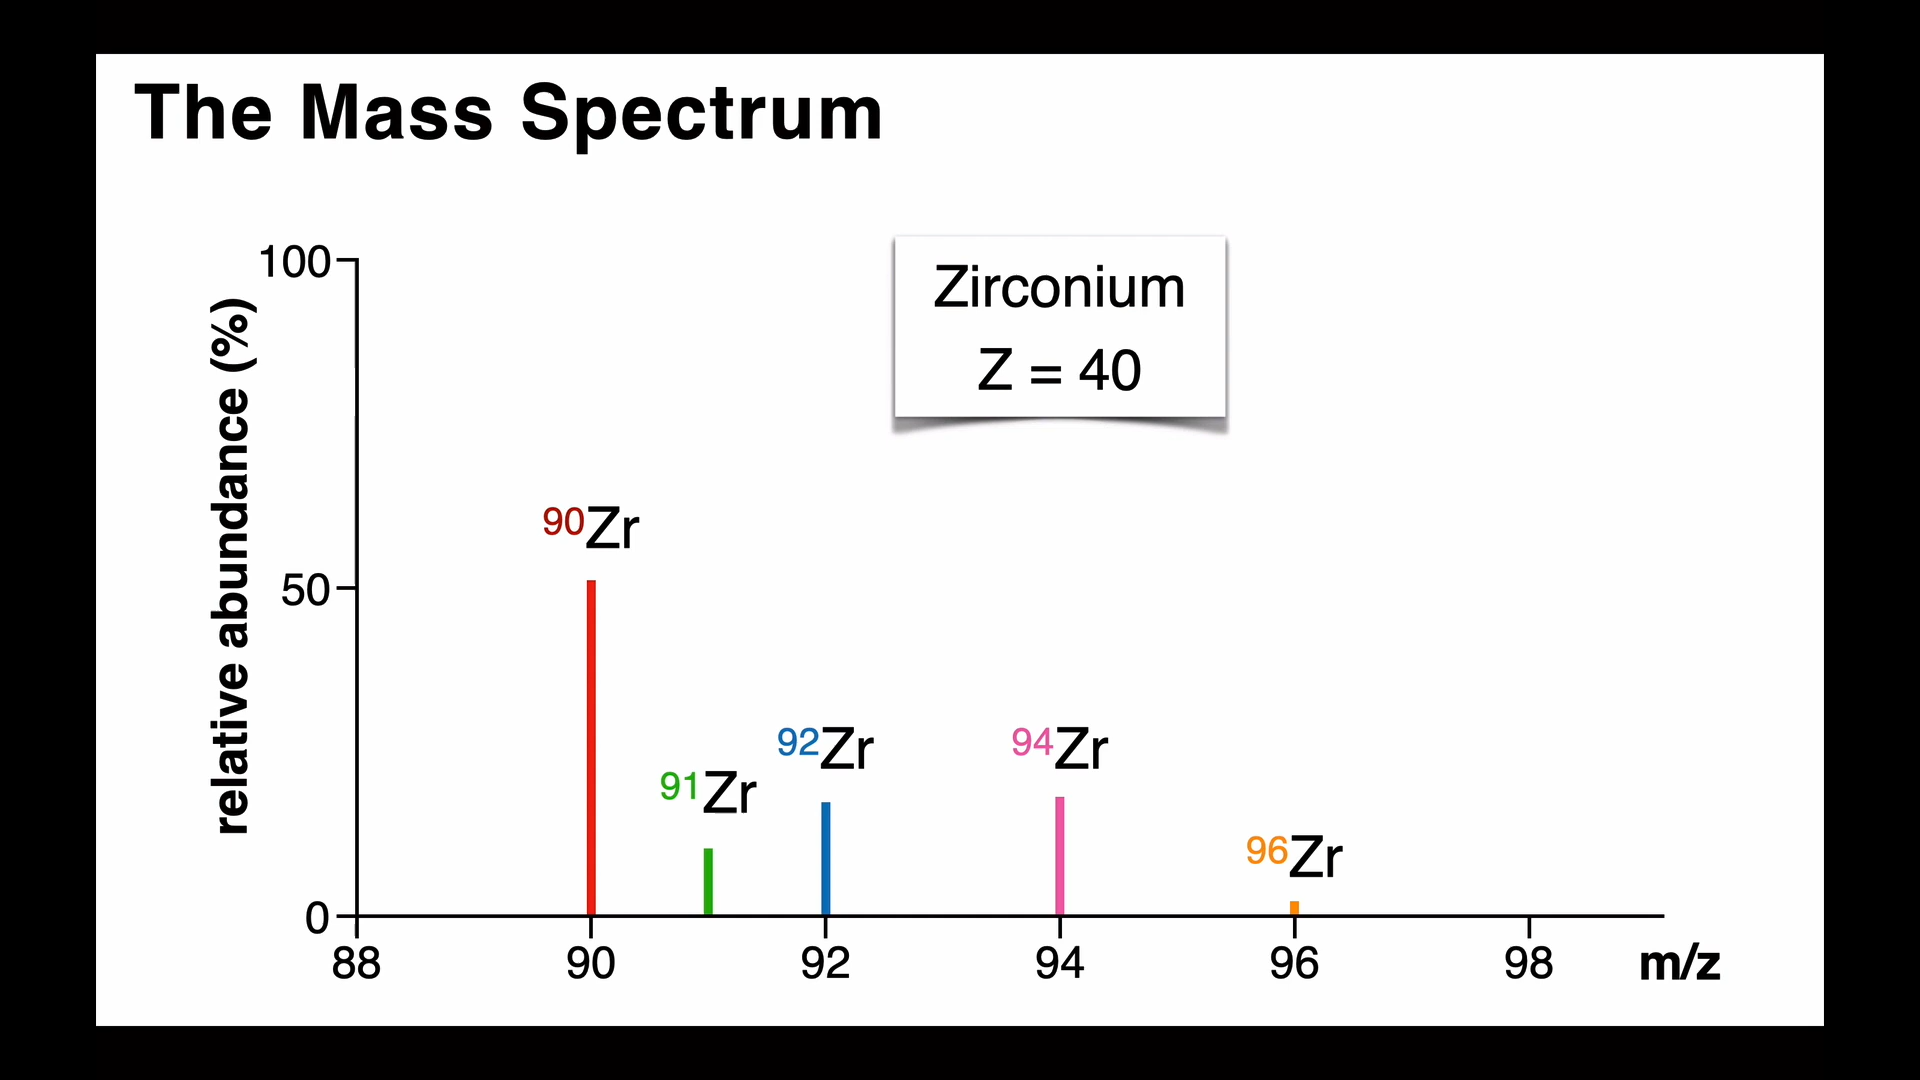 The Mass Spectrum
Zirconium
Z = 40
relative abundance (%)
100
50
0
90Zr
91Zr
92Zr
94Zr
96Zr
88 90 92 94 96 98 m/z